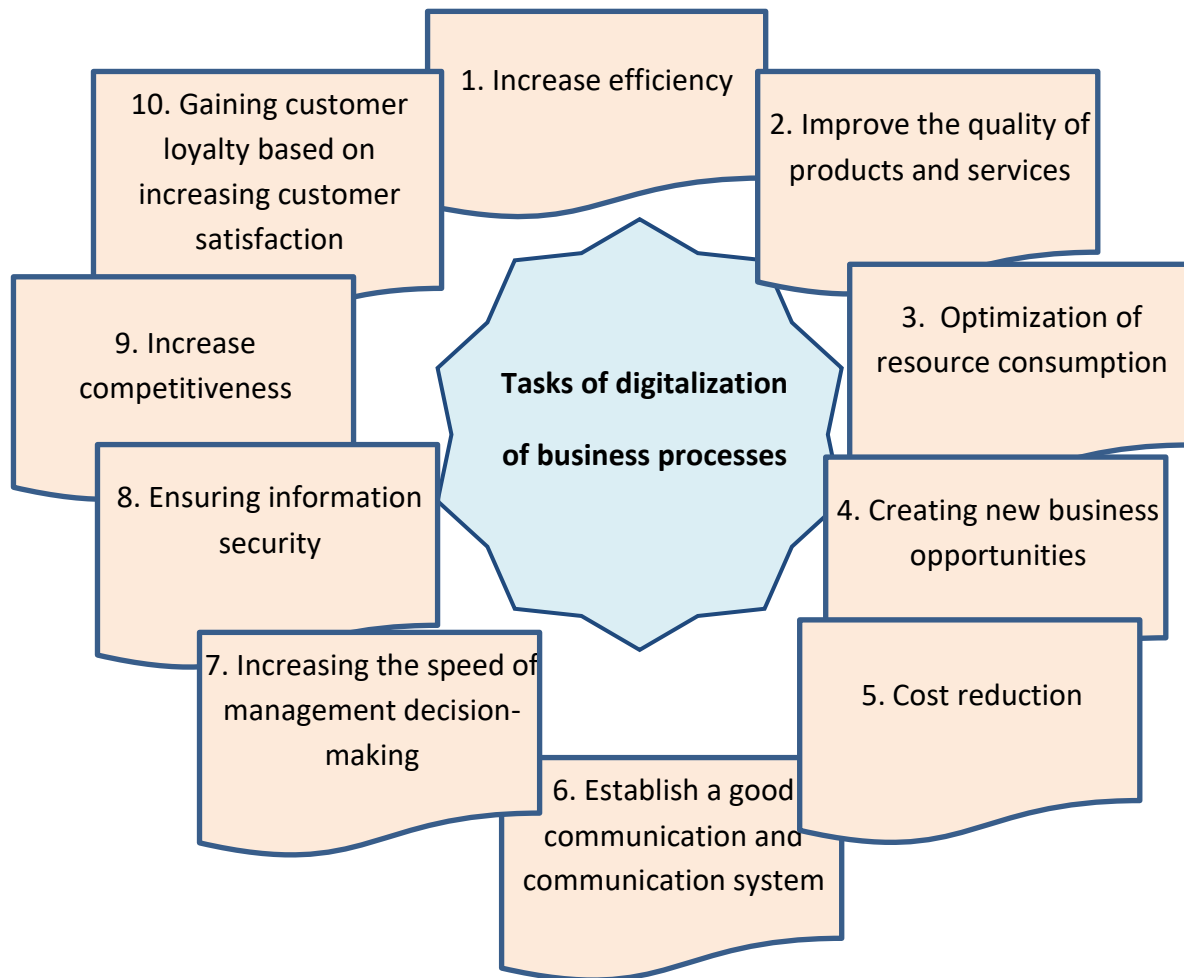 1. Increase efficiency
2. Improve the quality of
products and services
3.  Optimization of
resource consumption
4. Creating new business
opportunities
5. Cost reduction
6. Establish a good
communication and
communication system
7. Increasing the speed of
management decision-
making
8. Ensuring information
security
9. Increase
competitiveness
10. Gaining customer
loyalty based on
increasing customer
satisfaction
Tasks of digitalization
of business processes